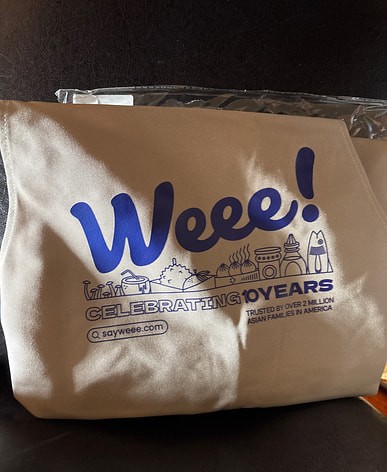 Weee!
CELEBRATING 10 YEARS
sayweee.com
TRUSTED BY OVER 2 MILLION
ASIAN FAMILIES IN AMERICA